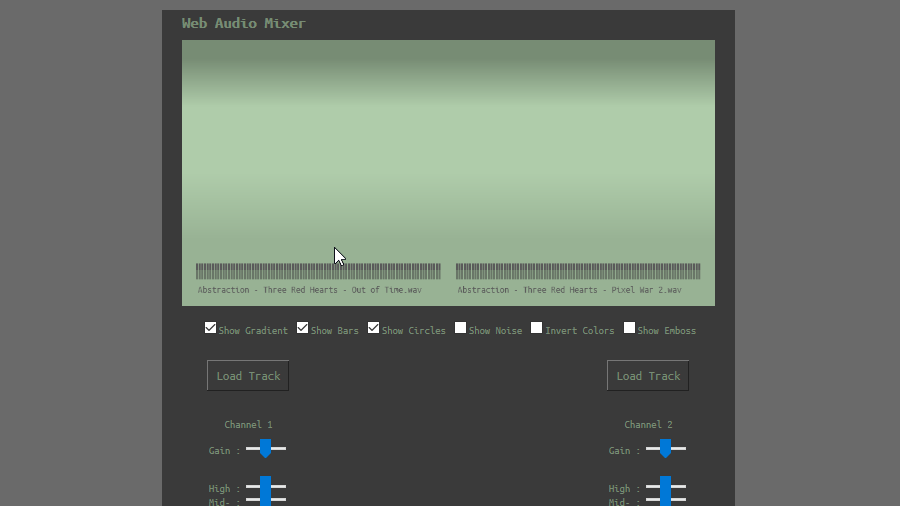 Web Audio Mixer
Abstraction - Three Red Hearts - Out of Time.wav
Abstraction - Three Red Hearts - Pixel War 2.wav
Show Gradient Show Bars Show Circles Show Noise Invert Colors Show Emboss
Load Track Load Track
Channel 1 Channel 2
Gain : Gain :
High : High :
Mid- : Mid- :